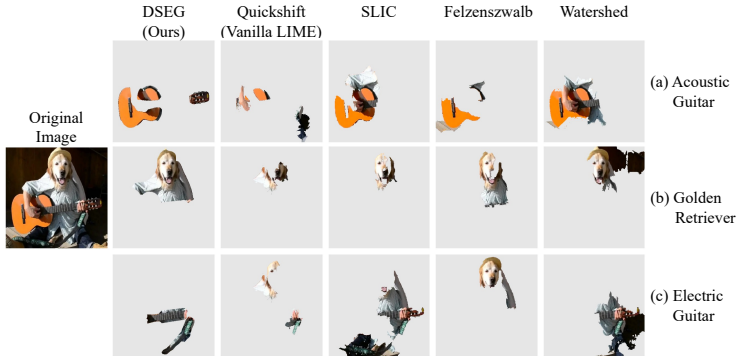 DSEG
(Ours)
Quickshift
(Vanilla LIME)
SLIC
Felzenszwalb
Watershed
Original
Image
(a) Acoustic
Guitar
(b) Golden
Retriever
(c) Electric
Guitar